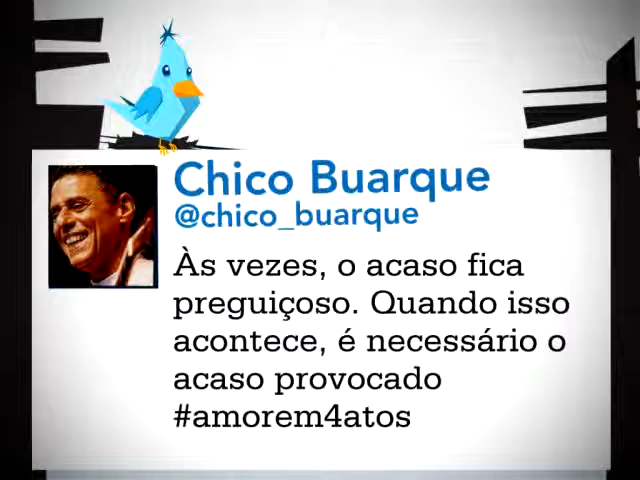 Chico Buarque
@chico_buarque
Às vezes, o acaso fica
preguiçoso. Quando isso
acontece, é necessário o
acaso provocado
#amorem4atos